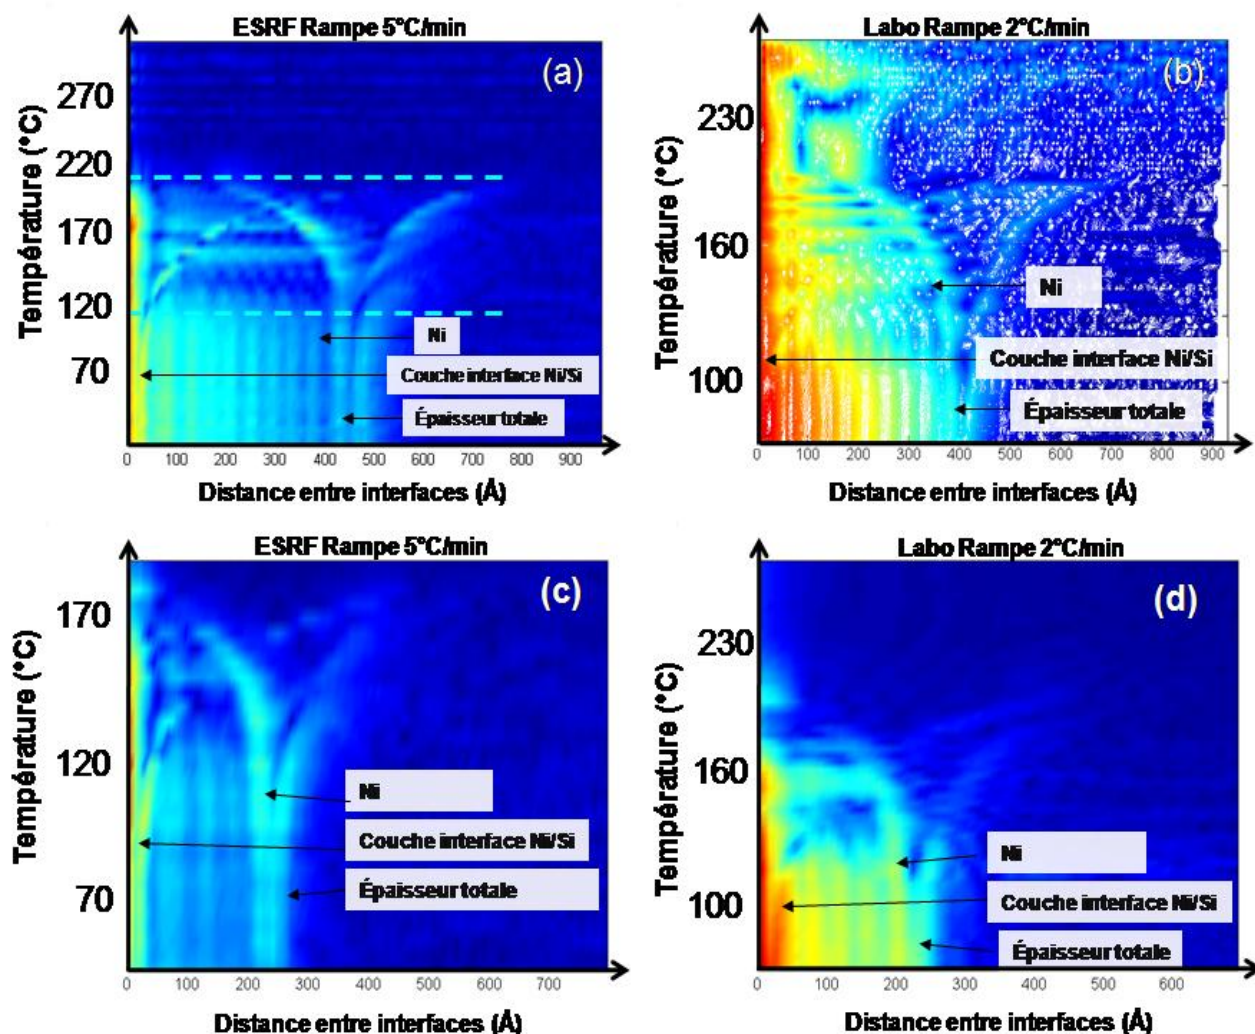 ESRF Rampe 5°C/min
(a)
Température (°C)
270
220
170
120
70
Ni
Couche interface Ni/Si
Épaisseur totale
0 100 200 300 400 500 600 700 800 900
Distance entre interfaces (Å)
Labo Rampe 2°C/min
(b)
Température (°C)
230
160
100
Ni
Couche interface Ni/Si
Épaisseur totale
0 100 200 300 400 500 600 700 800 900
Distance entre interfaces (Å)
ESRF Rampe 5°C/min
(c)
Température (°C)
170
120
70
Ni
Couche interface Ni/Si
Épaisseur totale
0 100 200 300 400 500 600 700
Distance entre interfaces (Å)
Labo Rampe 2°C/min
(d)
Température (°C)
230
160
100
Ni
Couche interface Ni/Si
Épaisseur totale
0 100 200 300 400 500 600
Distance entre interfaces (Å)